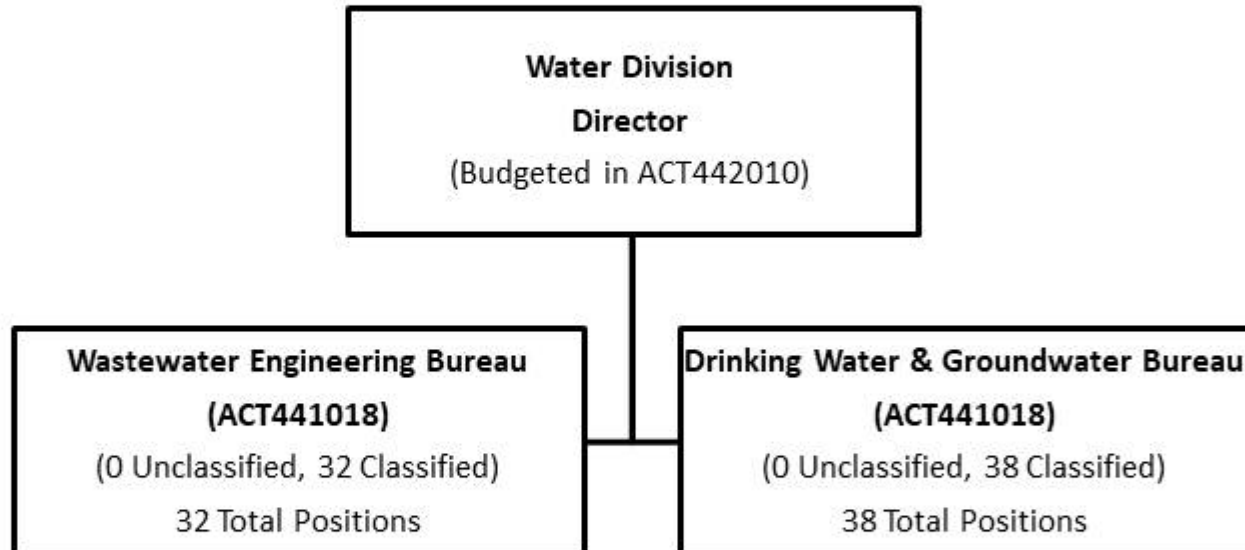 Water Division
Director
(Budgeted in ACT442010)
Wastewater Engineering Bureau
(ACT441018)
(0 Unclassified, 32 Classified)
32 Total Positions
Drinking Water & Groundwater Bureau
(ACT441018)
(0 Unclassified, 38 Classified)
38 Total Positions